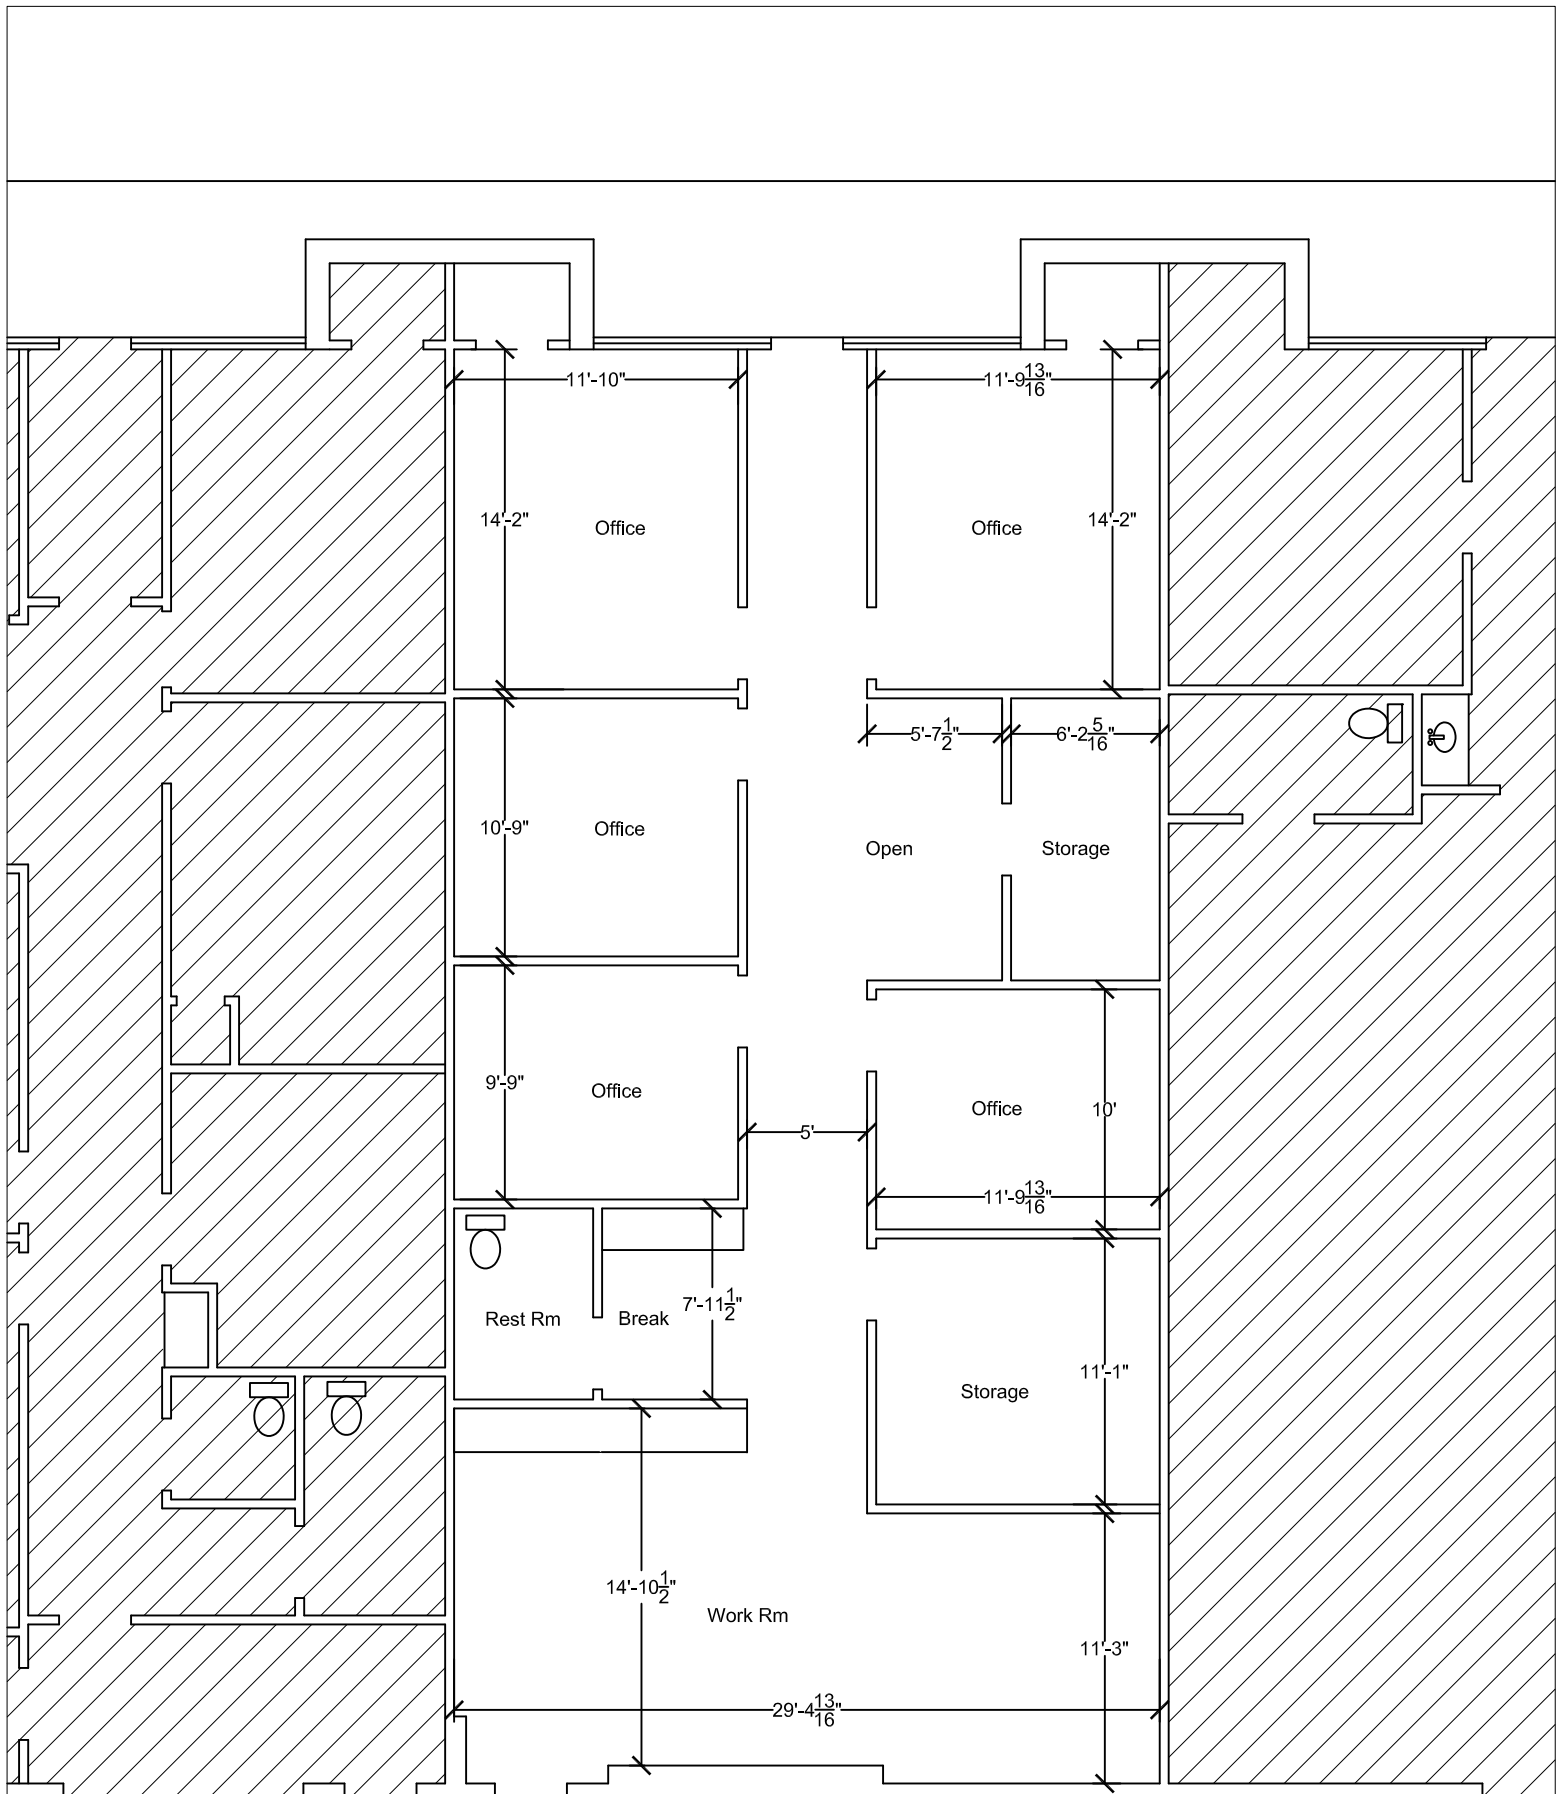 11'-10"
11'-9 13/16"
14'-2"
Office
Office
14'-2"
5'-7 1/2"
6'-2 5/16"
10'-9"
Office
Open
Storage
9'-9"
Office
5'
Office
10'
11'-9 13/16"
Rest Rm
Break
7'-11 1/2"
11'-1"
Storage
14'-10 1/2"
Work Rm
11'-3"
29'-4 13/16"